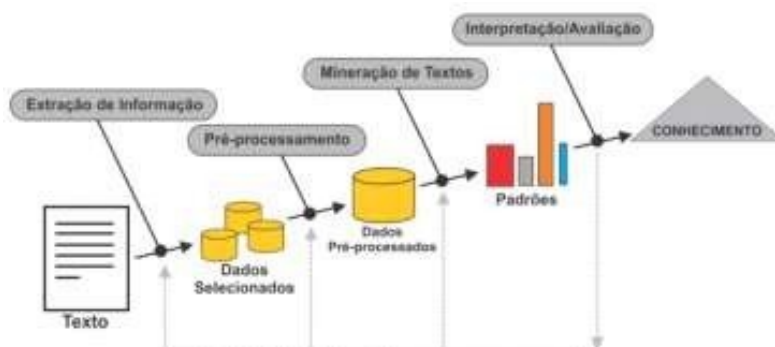 Interpretação/Avaliação
Mineração de Textos
Extração de Informação
Pré-processamento
CONHECIMENTO
Padrões
Dados
Pré-processados
Dados
Selecionados
Texto